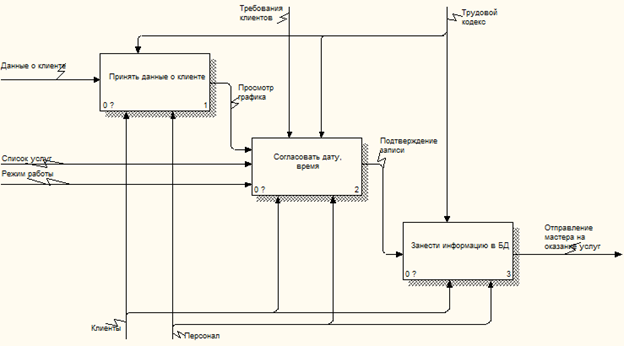 Требования
клиентов
Трудовой
кодекс
Данные о клиенте
Принять данные о клиенте
0 ?
1
Просмотр
графика
Список услуг
Режим работы
Согласовать дату,
время
0 ?
2
Подтверждение
записи
Занести информацию в БД
0 ?
3
Отправление
мастера на
оказание услуг
Клиенты
Персонал